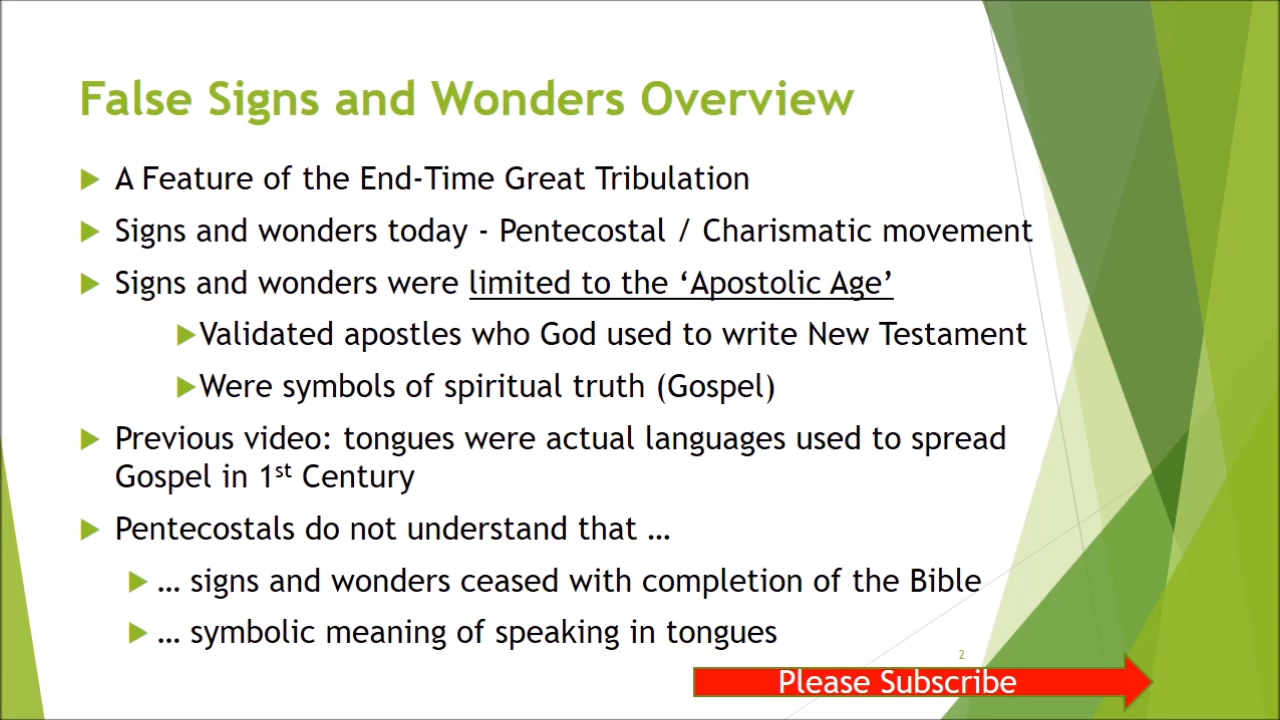 False Signs and Wonders Overview
A Feature of the End-Time Great Tribulation
Signs and wonders today - Pentecostal / Charismatic movement
Signs and wonders were limited to the ‘Apostolic Age’
Validated apostles who God used to write New Testament
Were symbols of spiritual truth (Gospel)
Previous video: tongues were actual languages used to spread
Gospel in 1st Century
Pentecostals do not understand that …
… signs and wonders ceased with completion of the Bible
… symbolic meaning of speaking in tongues
2
Please Subscribe